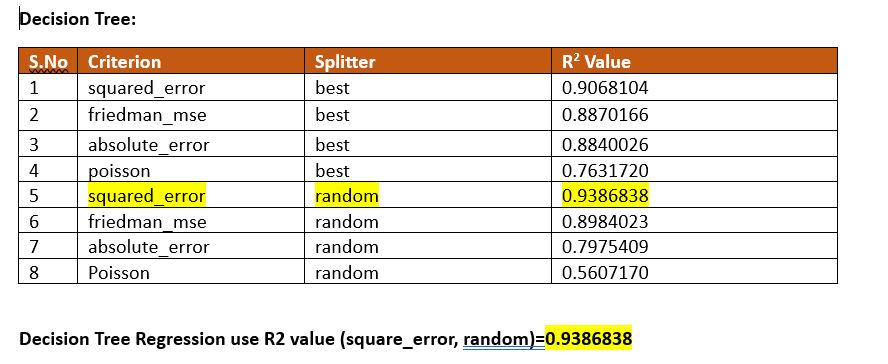 Decision Tree:
S.No Criterion Splitter R² Value
1 squared_error best 0.9068104
2 friedman_mse best 0.8870166
3 absolute_error best 0.8840026
4 poisson best 0.7631720
5 squared_error random 0.9386838
6 friedman_mse random 0.8984023
7 absolute_error random 0.7975409
8 Poisson random 0.5607170
Decision Tree Regression use R2 value (square_error, random)=0.9386838